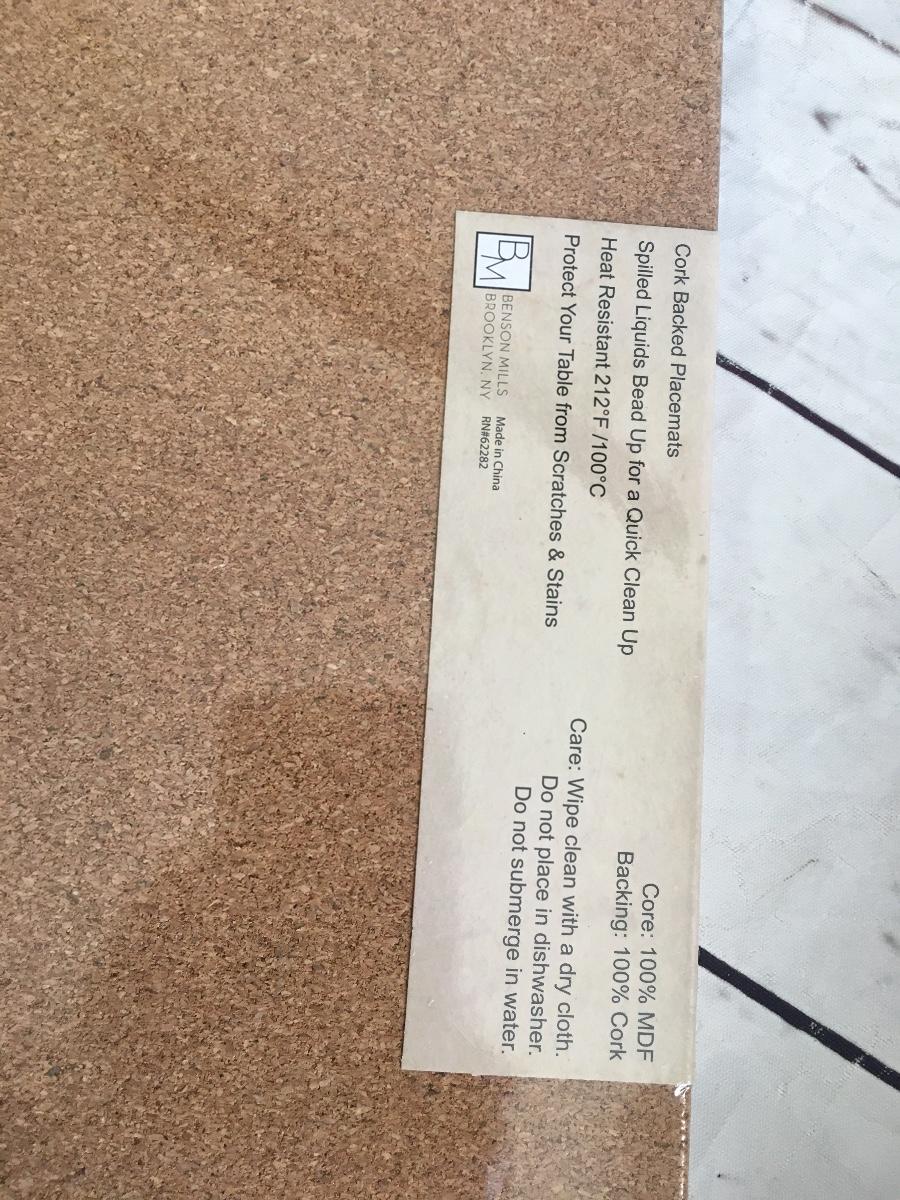 Cork Backed Placemats
Spilled Liquids Bead Up for a Quick Clean Up
Heat Resistant 212°F /100°C
Protect Your Table from Scratches & Stains
BM
BENSON MILLS
BROOKLYN, NY
Made in China
RN#62282
Core: 100% MDF
Backing: 100% Cork
Care: Wipe clean with a dry cloth.
Do not place in dishwasher.
Do not submerge in water.